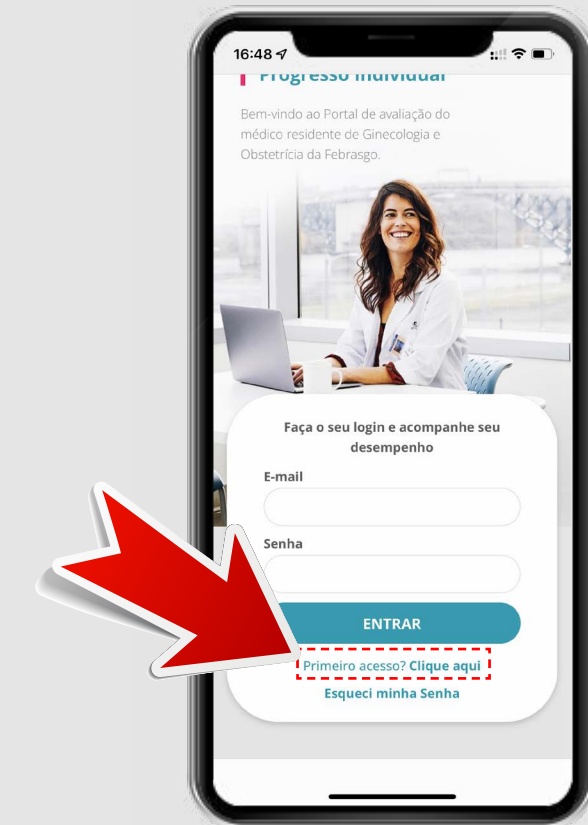 16:48
Progresso Individual
Bem-vindo ao Portal de avaliação do
médico residente de Ginecologia e
Obstetrícia da Febrasgo.
Faça o seu login e acompanhe seu
desempenho
E-mail
Senha
ENTRAR
Primeiro acesso? Clique aqui
Esqueci minha Senha